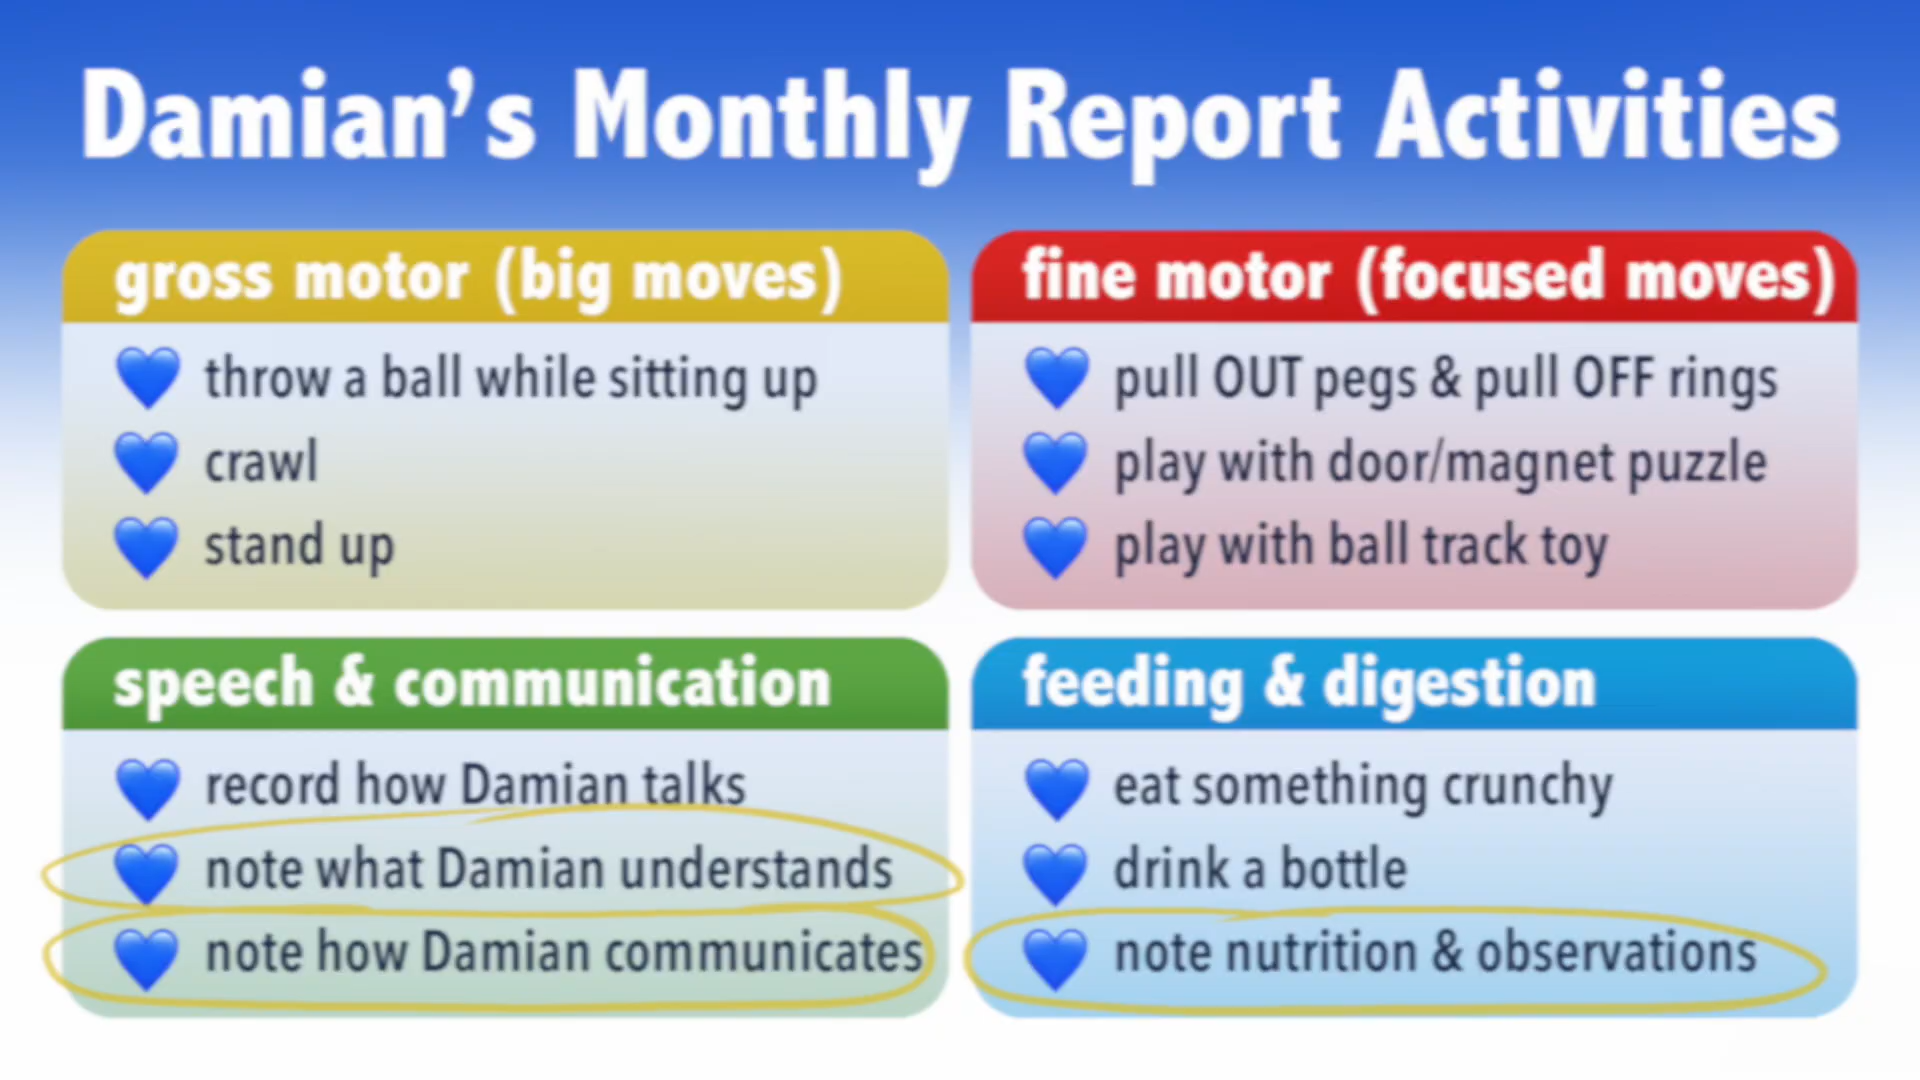 Damian's Monthly Report Activities
gross motor (big moves)
throw a ball while sitting up
crawl
stand up
fine motor (focused moves)
pull OUT pegs & pull OFF rings
play with door/magnet puzzle
play with ball track toy
speech & communication
record how Damian talks
note what Damian understands
note how Damian communicates
feeding & digestion
eat something crunchy
drink a bottle
note nutrition & observations